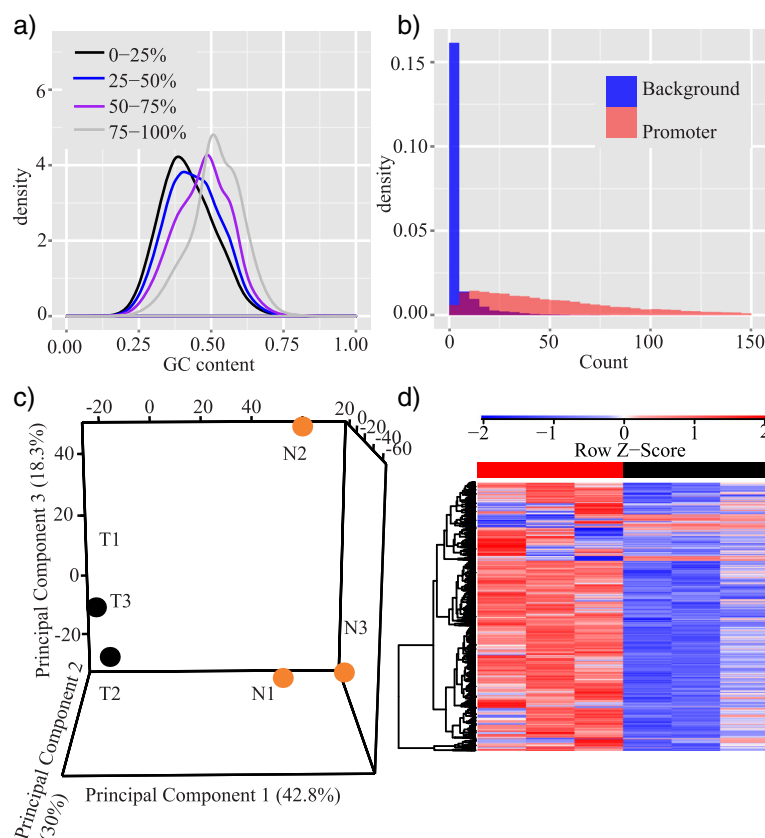 a)
0−25%
25−50%
50−75%
75−100%
6
4
2
0
density
0.00
0.25
0.50
0.75
1.00
GC content
b)
0.15
0.10
0.05
0.00
density
Background
Promoter
0
50
100
150
Count
c)
-20
0
20
40
60
20
0
-20
-40
-60
40
20
0
-20
Principal Component 3 (18.3%)
N2
T1
T3
N3
T2
N1
Principal Component 2
(30%)
Principal Component 1 (42.8%)
d)
−2
−1
0
1
2
Row Z−Score